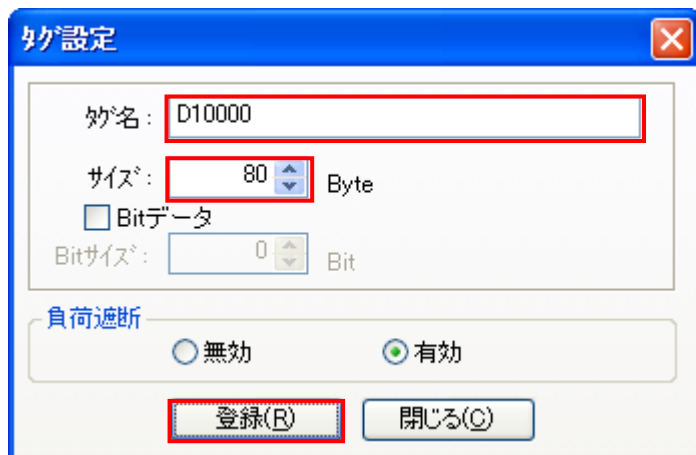 ﾀｸﾞ設定
ﾀｸﾞ名： D10000
ｻｲｽﾞ： 80 Byte
Bitデータ
Bitｻｲｽﾞ： 0 Bit
負荷遮断
無効 有効
登録(R) 閉じる(C)